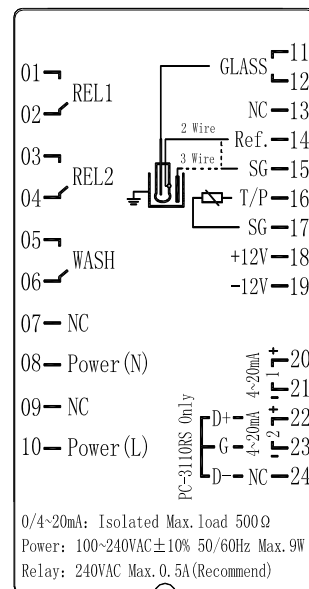 01
02
REL1
03
04
REL2
05
06
WASH
07 NC
08 Power(N)
09 NC
10 Power(L)
GLASS 11
12
NC 13
2 Wire Ref. 14
3 Wire SG 15
T/P 16
SG 17
+12V 18
-12V 19
4~20mA 1 + 20
- 21
PC-3110RS Only
D+ 4~20mA 2 + 22
G - 23
D- NC 24
0/4~20mA: Isolated Max.load 500Ω
Power: 100~240VAC±10% 50/60Hz Max.9W
Relay: 240VAC Max.0.5A(Recommend)